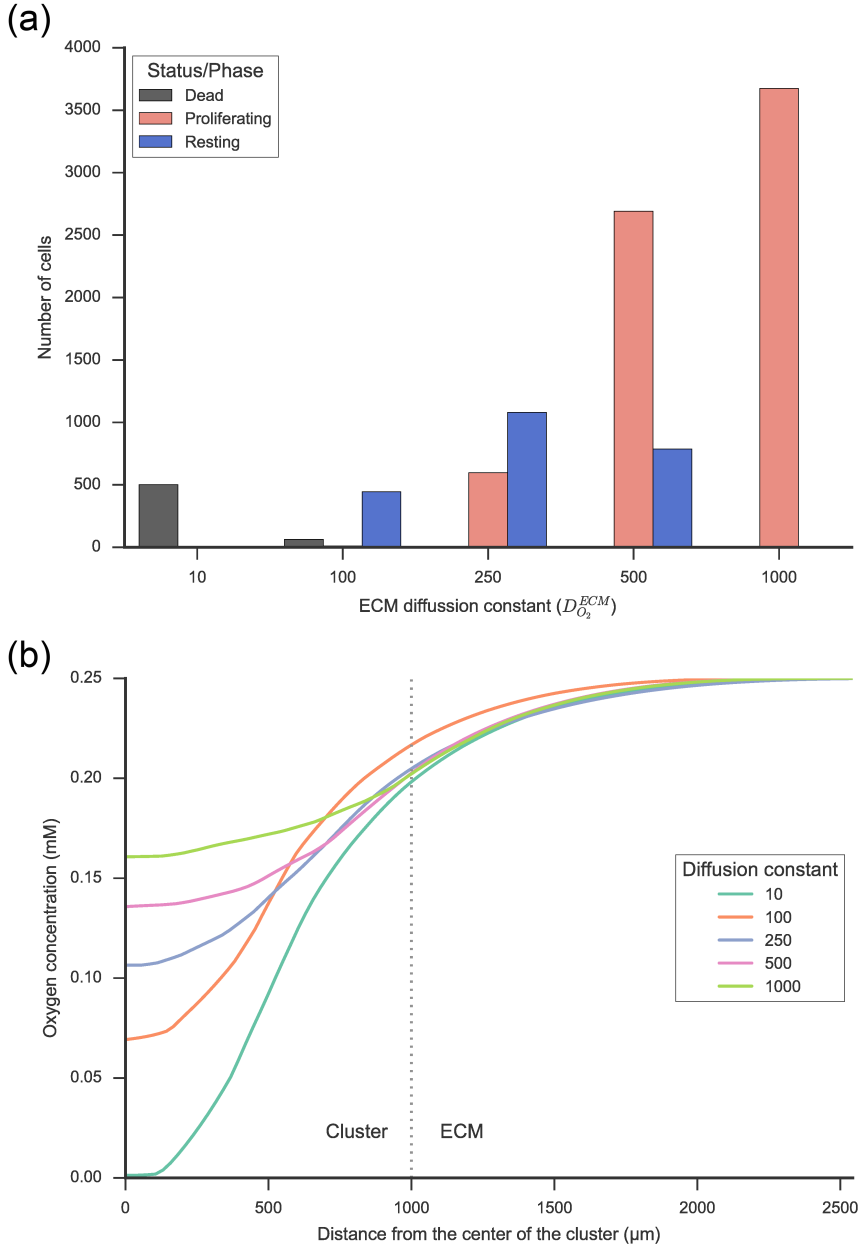 (a)
4000
3500
3000
2500
2000
1500
1000
500
0
Number of cells
Status/Phase
Dead
Proliferating
Resting
10 100 250 500 1000
ECM diffussion constant (D_{O_2}^{ECM})
(b)
0.25
0.20
0.15
0.10
0.05
0.00
Oxygen concentration (mM)
Diffusion constant
10
100
250
500
1000
Cluster ECM
0 500 1000 1500 2000 2500
Distance from the center of the cluster (μm)